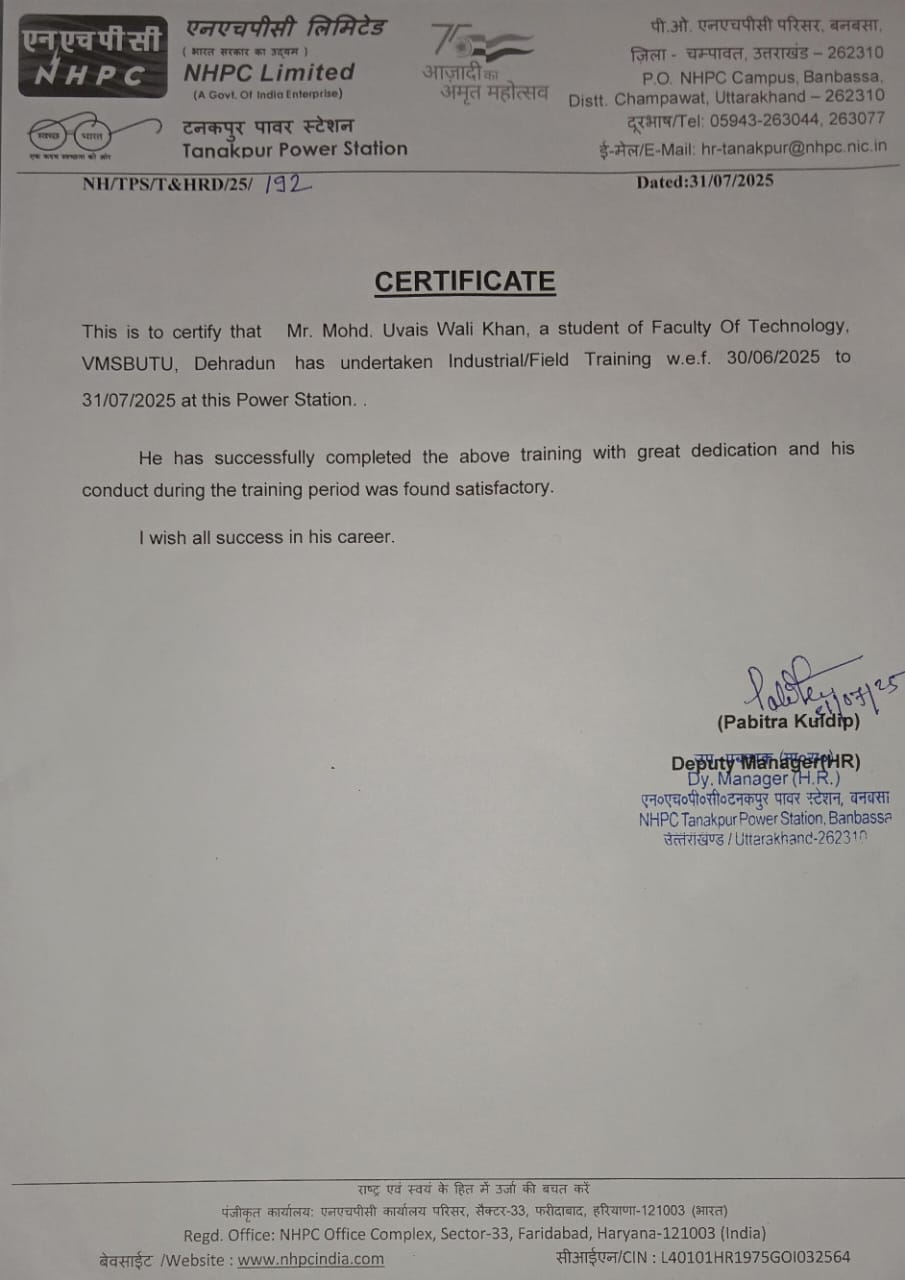 एनएचपीसी
NHPC
एनएचपीसी लिमिटेड
( भारत सरकार का उद्यम )
NHPC Limited
(A Govt. Of India Enterprise)
स्वच्छ भारत
एक कदम स्वच्छता की ओर
टनकपुर पावर स्टेशन
Tanakpur Power Station
75
आज़ादी का
अमृत महोत्सव
पी.ओ. एनएचपीसी परिसर, बनबसा,
ज़िला - चम्पावत, उत्तराखंड – 262310
P.O. NHPC Campus, Banbassa,
Distt. Champawat, Uttarakhand – 262310
दूरभाष/Tel: 05943-263044, 263077
ई-मेल/E-Mail: hr-tanakpur@nhpc.nic.in
NH/TPS/T&HRD/25/ 192
Dated:31/07/2025
CERTIFICATE
This is to certify that Mr. Mohd. Uvais Wali Khan, a student of Faculty Of Technology,
VMSBUTU, Dehradun has undertaken Industrial/Field Training w.e.f. 30/06/2025 to
31/07/2025 at this Power Station. .
He has successfully completed the above training with great dedication and his
conduct during the training period was found satisfactory.
I wish all success in his career.
31/07/25
(Pabitra Kuldip)
Deputy Manager(HR)
Dy. Manager (H.R.)
एन०एच०पी०सी०टनकपुर पावर स्टेशन, बनबसा
NHPC Tanakpur Power Station, Banbassa
उत्तराखण्ड / Uttarakhand-262310
राष्ट्र एवं स्वयं के हित में उर्जा की बचत करें
पंजीकृत कार्यालय: एनएचपीसी कार्यालय परिसर, सैक्टर-33, फरीदाबाद, हरियाणा-121003 (भारत)
Regd. Office: NHPC Office Complex, Sector-33, Faridabad, Haryana-121003 (India)
बेवसाईट /Website : www.nhpcindia.com
सीआईएन/CIN : L40101HR1975GOI032564